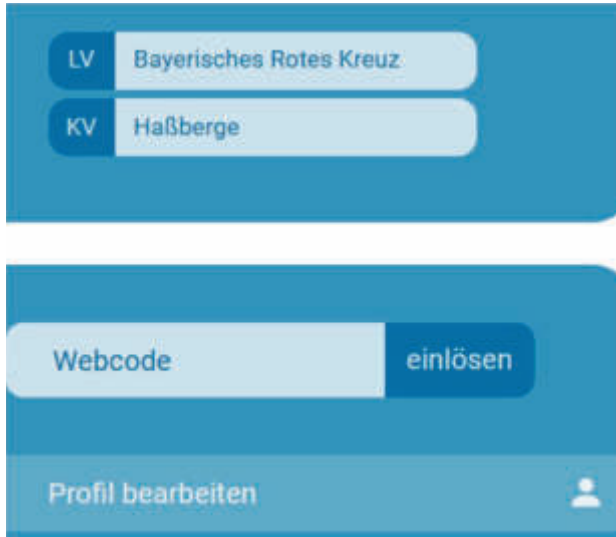 LV Bayerisches Rotes Kreuz
KV Haßberge
Webcode einlösen
Profil bearbeiten